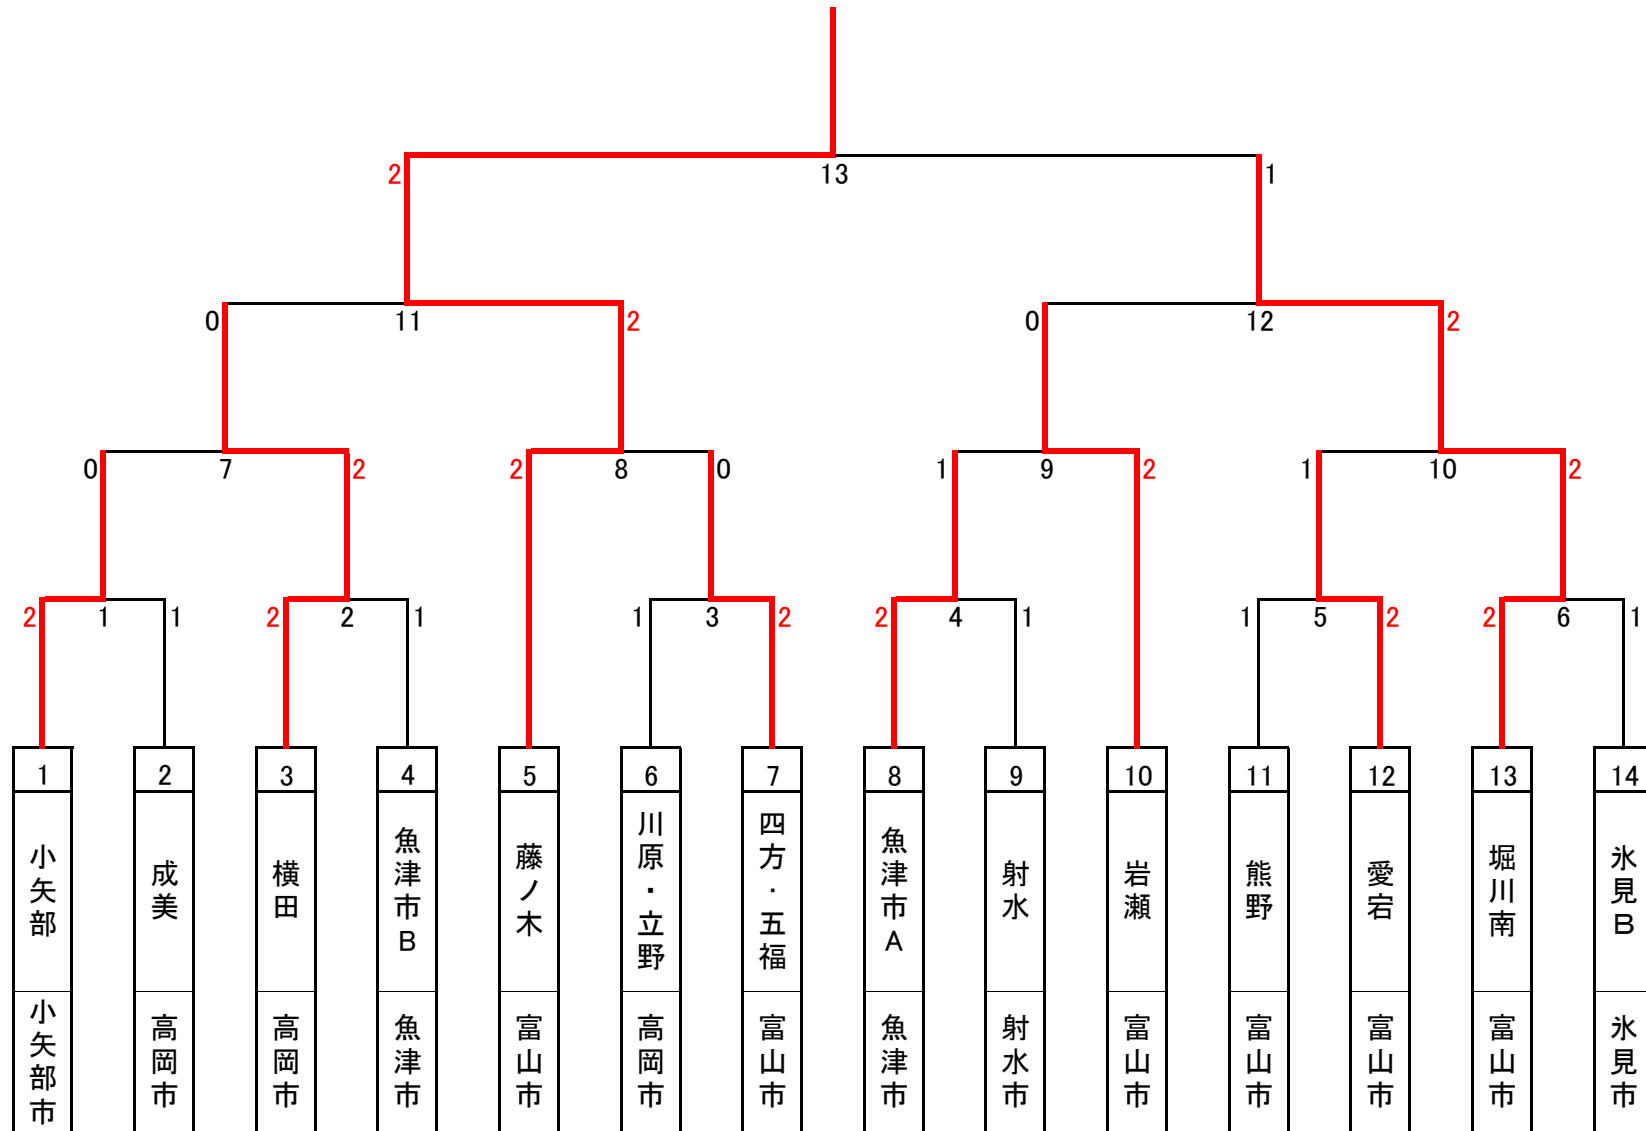 2 13 1
0 11 2 0 12 2
0 7 2 2 8 0 1 9 2 1 10 2
2 1 1 2 2 1 1 3 2 2 4 1 1 5 2 2 6 1
1 2 3 4 5 6 7 8 9 10 11 12 13 14
小矢部
成美
横田
魚津市B
藤ノ木
川原・立野
四方・五福
魚津市A
射水
岩瀬
熊野
愛宕
堀川南
氷見B
小矢部市
高岡市
高岡市
魚津市
富山市
高岡市
富山市
魚津市
射水市
富山市
富山市
富山市
富山市
氷見市